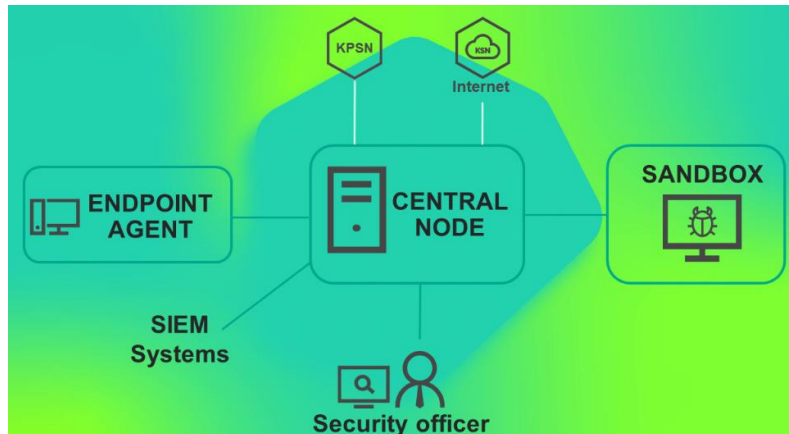 KPSN
KSN
Internet
ENDPOINT
AGENT
CENTRAL
NODE
SANDBOX
SIEM
Systems
Security officer